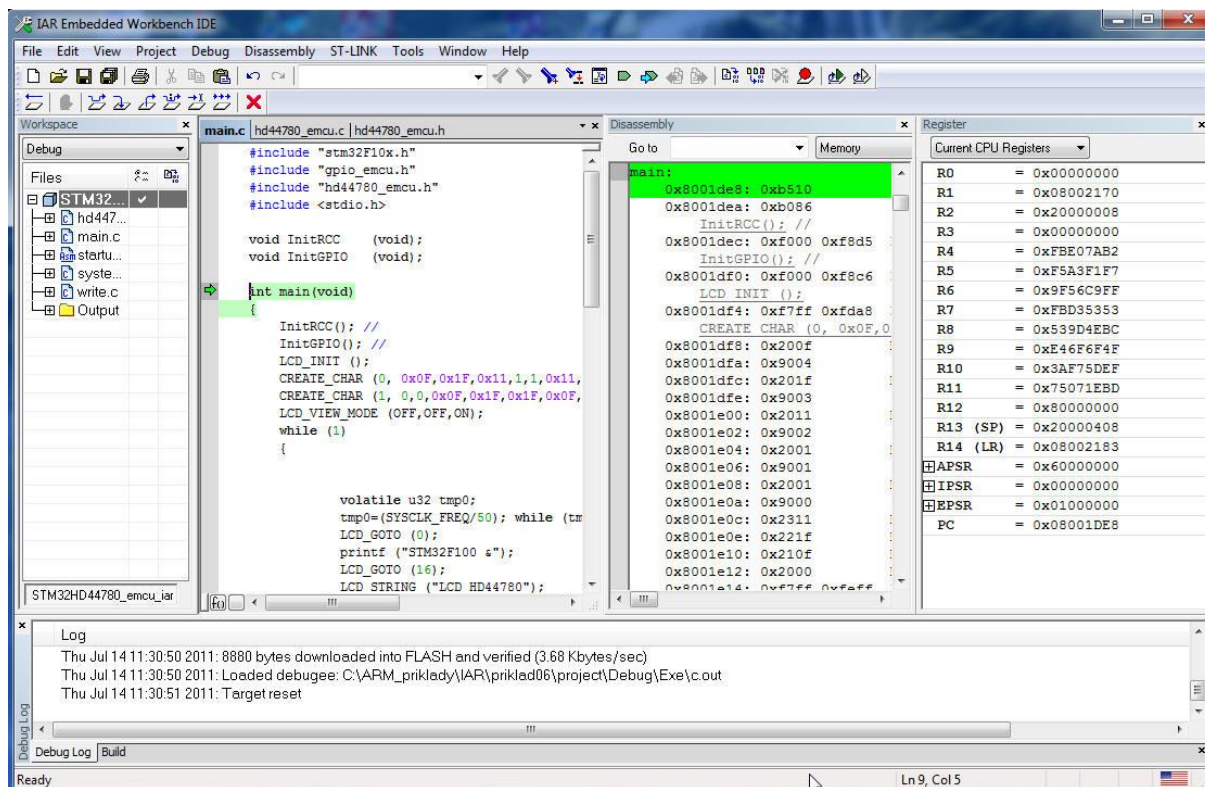 IAR Embedded Workbench IDE
File Edit View Project Debug Disassembly ST-LINK Tools Window Help
Workspace
Debug
Files
STM32...
hd447...
main.c
startu...
syste...
write.c
Output
STM32HD44780_emcu_iar
main.c hd44780_emcu.c hd44780_emcu.h
#include "stm32F10x.h"
#include "gpio_emcu.h"
#include "hd44780_emcu.h"
#include <stdio.h>
void InitRCC    (void);
void InitGPIO   (void);
int main(void)
{
InitRCC(); //
InitGPIO(); //
LCD_INIT ();
CREATE_CHAR (0, 0x0F,0x1F,0x11,1,1,0x11,
CREATE_CHAR (1, 0,0,0x0F,0x1F,0x1F,0x0F,
LCD_VIEW_MODE (OFF,OFF,ON);
while (1)
{
volatile u32 tmp0;
tmp0=(SYSCLK_FREQ/50); while (tm
LCD_GOTO (0);
printf ("STM32F100 &");
LCD_GOTO (16);
LCD_STRING ("LCD HD44780");
f()
Disassembly
Go to Memory
main:
0x8001de8: 0xb510
0x8001dea: 0xb086
InitRCC(); //
0x8001dec: 0xf000 0xf8d5
InitGPIO(); //
0x8001df0: 0xf000 0xf8c6
LCD_INIT ();
0x8001df4: 0xf7ff 0xfda8
CREATE_CHAR (0, 0x0F,0
0x8001df8: 0x200f
0x8001dfa: 0x9004
0x8001dfc: 0x201f
0x8001dfe: 0x9003
0x8001e00: 0x2011
0x8001e02: 0x9002
0x8001e04: 0x2001
0x8001e06: 0x9001
0x8001e08: 0x2001
0x8001e0a: 0x9000
0x8001e0c: 0x2311
0x8001e0e: 0x221f
0x8001e10: 0x210f
0x8001e12: 0x2000
0x8001e14: 0xf7ff 0xfeff
Register
Current CPU Registers
R0 = 0x00000000
R1 = 0x08002170
R2 = 0x20000008
R3 = 0x00000000
R4 = 0xFBE07AB2
R5 = 0xF5A3F1F7
R6 = 0x9F56C9FF
R7 = 0xFBD35353
R8 = 0x539D4EBC
R9 = 0xE46F6F4F
R10 = 0x3AF75DEF
R11 = 0x75071EBD
R12 = 0x80000000
R13 (SP) = 0x20000408
R14 (LR) = 0x08002183
APSR = 0x60000000
IPSR = 0x00000000
EPSR = 0x01000000
PC = 0x08001DE8
Log
Thu Jul 14 11:30:50 2011: 8880 bytes downloaded into FLASH and verified (3.68 Kbytes/sec)
Thu Jul 14 11:30:50 2011: Loaded debugee: C:\ARM_priklady\IAR\priklad06\project\Debug\Exe\c.out
Thu Jul 14 11:30:51 2011: Target reset
Debug Log
Debug Log Build
Ready Ln 9, Col 5